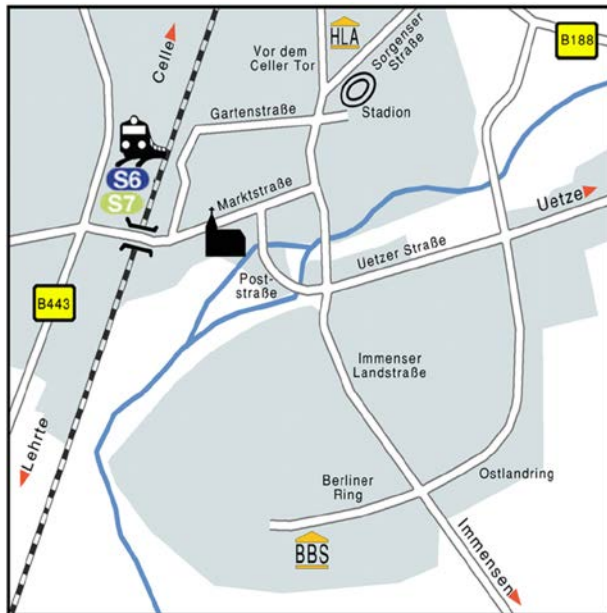 HLA
B188
Celle
Vor dem
Celler Tor
Sorgenser
Straße
Gartenstraße
Stadion
S6
S7
Marktstraße
Uetze
Uetzer Straße
Post-
straße
B443
Immenser
Landstraße
Lehrte
Berliner
Ring
Ostlandring
BBS
Immensen